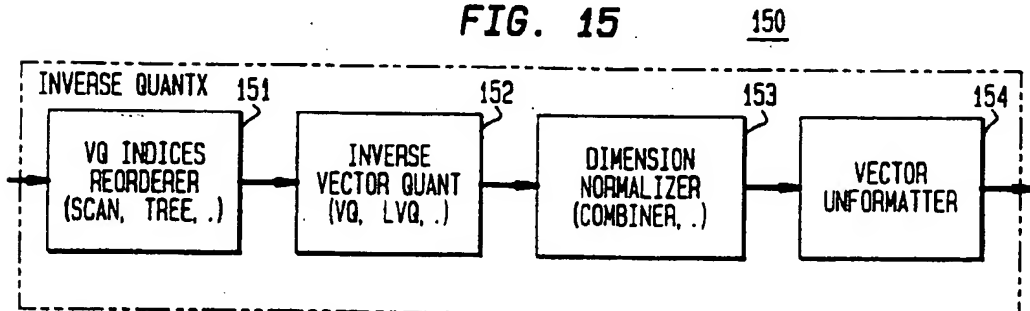 FIG. 15
150
INVERSE QUANTX
151
152
153
154
VQ INDICES
REORDERER
(SCAN, TREE, .)
INVERSE
VECTOR QUANT
(VQ, LVQ, .)
DIMENSION
NORMALIZER
(COMBINER, .)
VECTOR
UNFORMATTER